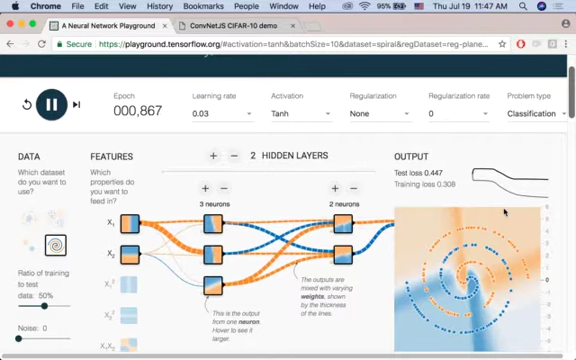 Chrome File Edit View History Bookmarks People Window Help 95% Thu Jul 19 11:47 AM
A Neural Network Playground ConvNetJS CIFAR-10 demo
Secure https://playground.tensorflow.org/#activation=tanh&batchSize=10&dataset=spiral&regDataset=reg-plane...
Epoch Learning rate Activation Regularization Regularization rate Problem type
000,867 0.03 Tanh None 0 Classification
DATA FEATURES 2 HIDDEN LAYERS OUTPUT
Which dataset do you want to use?
Which properties do you want to feed in?
Test loss 0.447
Training loss 0.308
3 neurons 2 neurons
X₁
X₂
X₁²
X₂²
X₁X₂
Ratio of training to test data: 50%
Noise: 0
This is the output from one neuron. Hover to see it larger.
The outputs are mixed with varying weights, shown by the thickness of the lines.